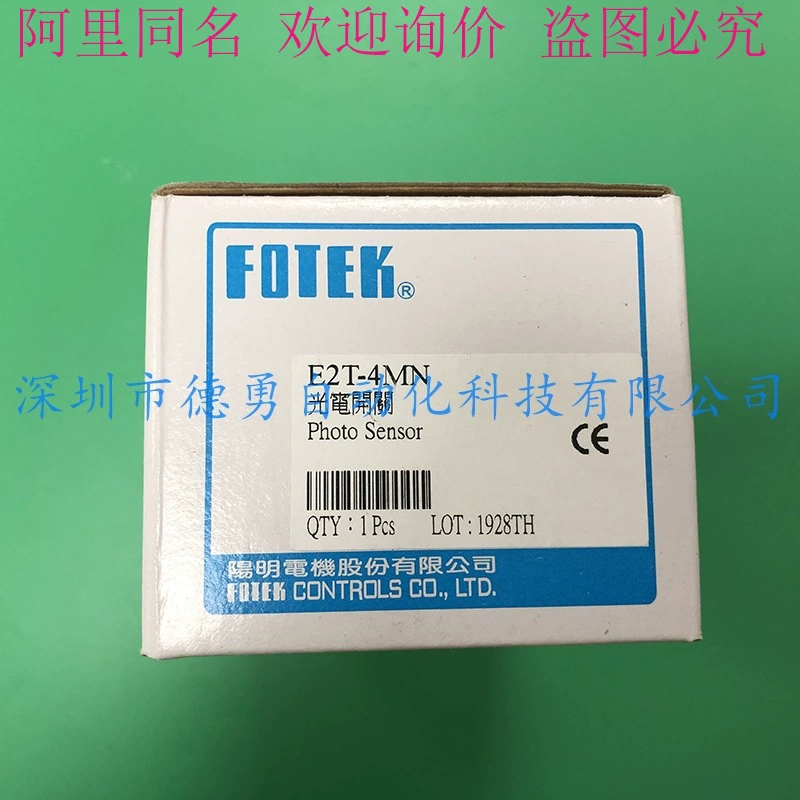 阿里同名 欢迎询价 盗图必究
FOTEK®
E2T-4MN
深圳市德勇自动化科技有限公司
光電開關
Photo Sensor
CE
QTY：1 Pcs LOT : 1928TH
陽明電機股份有限公司
FOTEK CONTROLS CO., LTD.